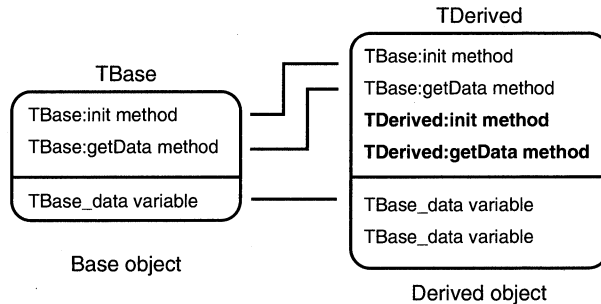 TBase
TBase:init method
TBase:getData method
TBase_data variable
Base object
TDerived
TBase:init method
TBase:getData method
TDerived:init method
TDerived:getData method
TBase_data variable
TBase_data variable
Derived object